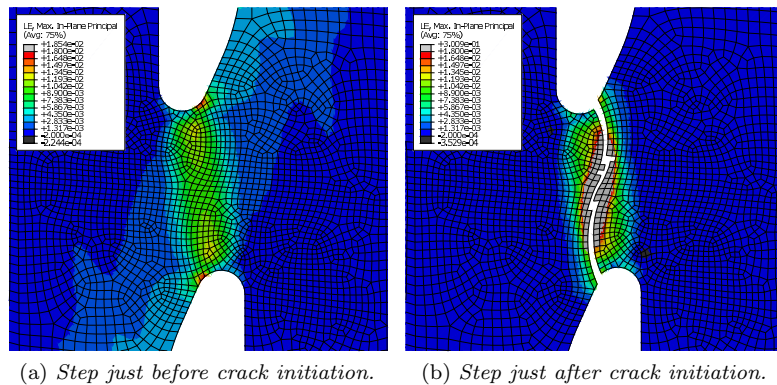 LE, Max. In-Plane Principal
(Avg: 75%)
+1.854e-02
+1.800e-02
+1.648e-02
+1.497e-02
+1.345e-02
+1.193e-02
+1.042e-02
+8.900e-03
+7.383e-03
+5.867e-03
+4.350e-03
+2.833e-03
+1.317e-03
-2.000e-04
-2.244e-04
LE, Max. In-Plane Principal
(Avg: 75%)
+3.009e-01
+1.800e-02
+1.648e-02
+1.497e-02
+1.345e-02
+1.193e-02
+1.042e-02
+8.900e-03
+7.383e-03
+5.867e-03
+4.350e-03
+2.833e-03
+1.317e-03
-2.000e-04
-3.529e-04
(a) Step just before crack initiation.
(b) Step just after crack initiation.